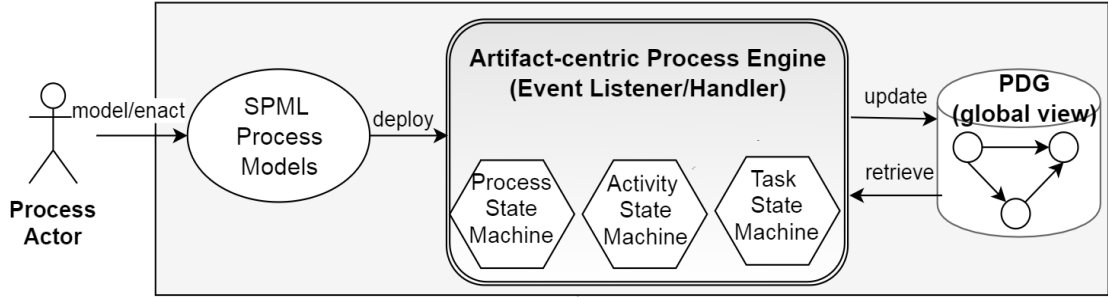 Process
Actor
model/enact
SPML
Process
Models
deploy
Artifact-centric Process Engine
(Event Listener/Handler)
Process
State
Machine
Activity
State
Machine
Task
State
Machine
update
retrieve
PDG
(global view)